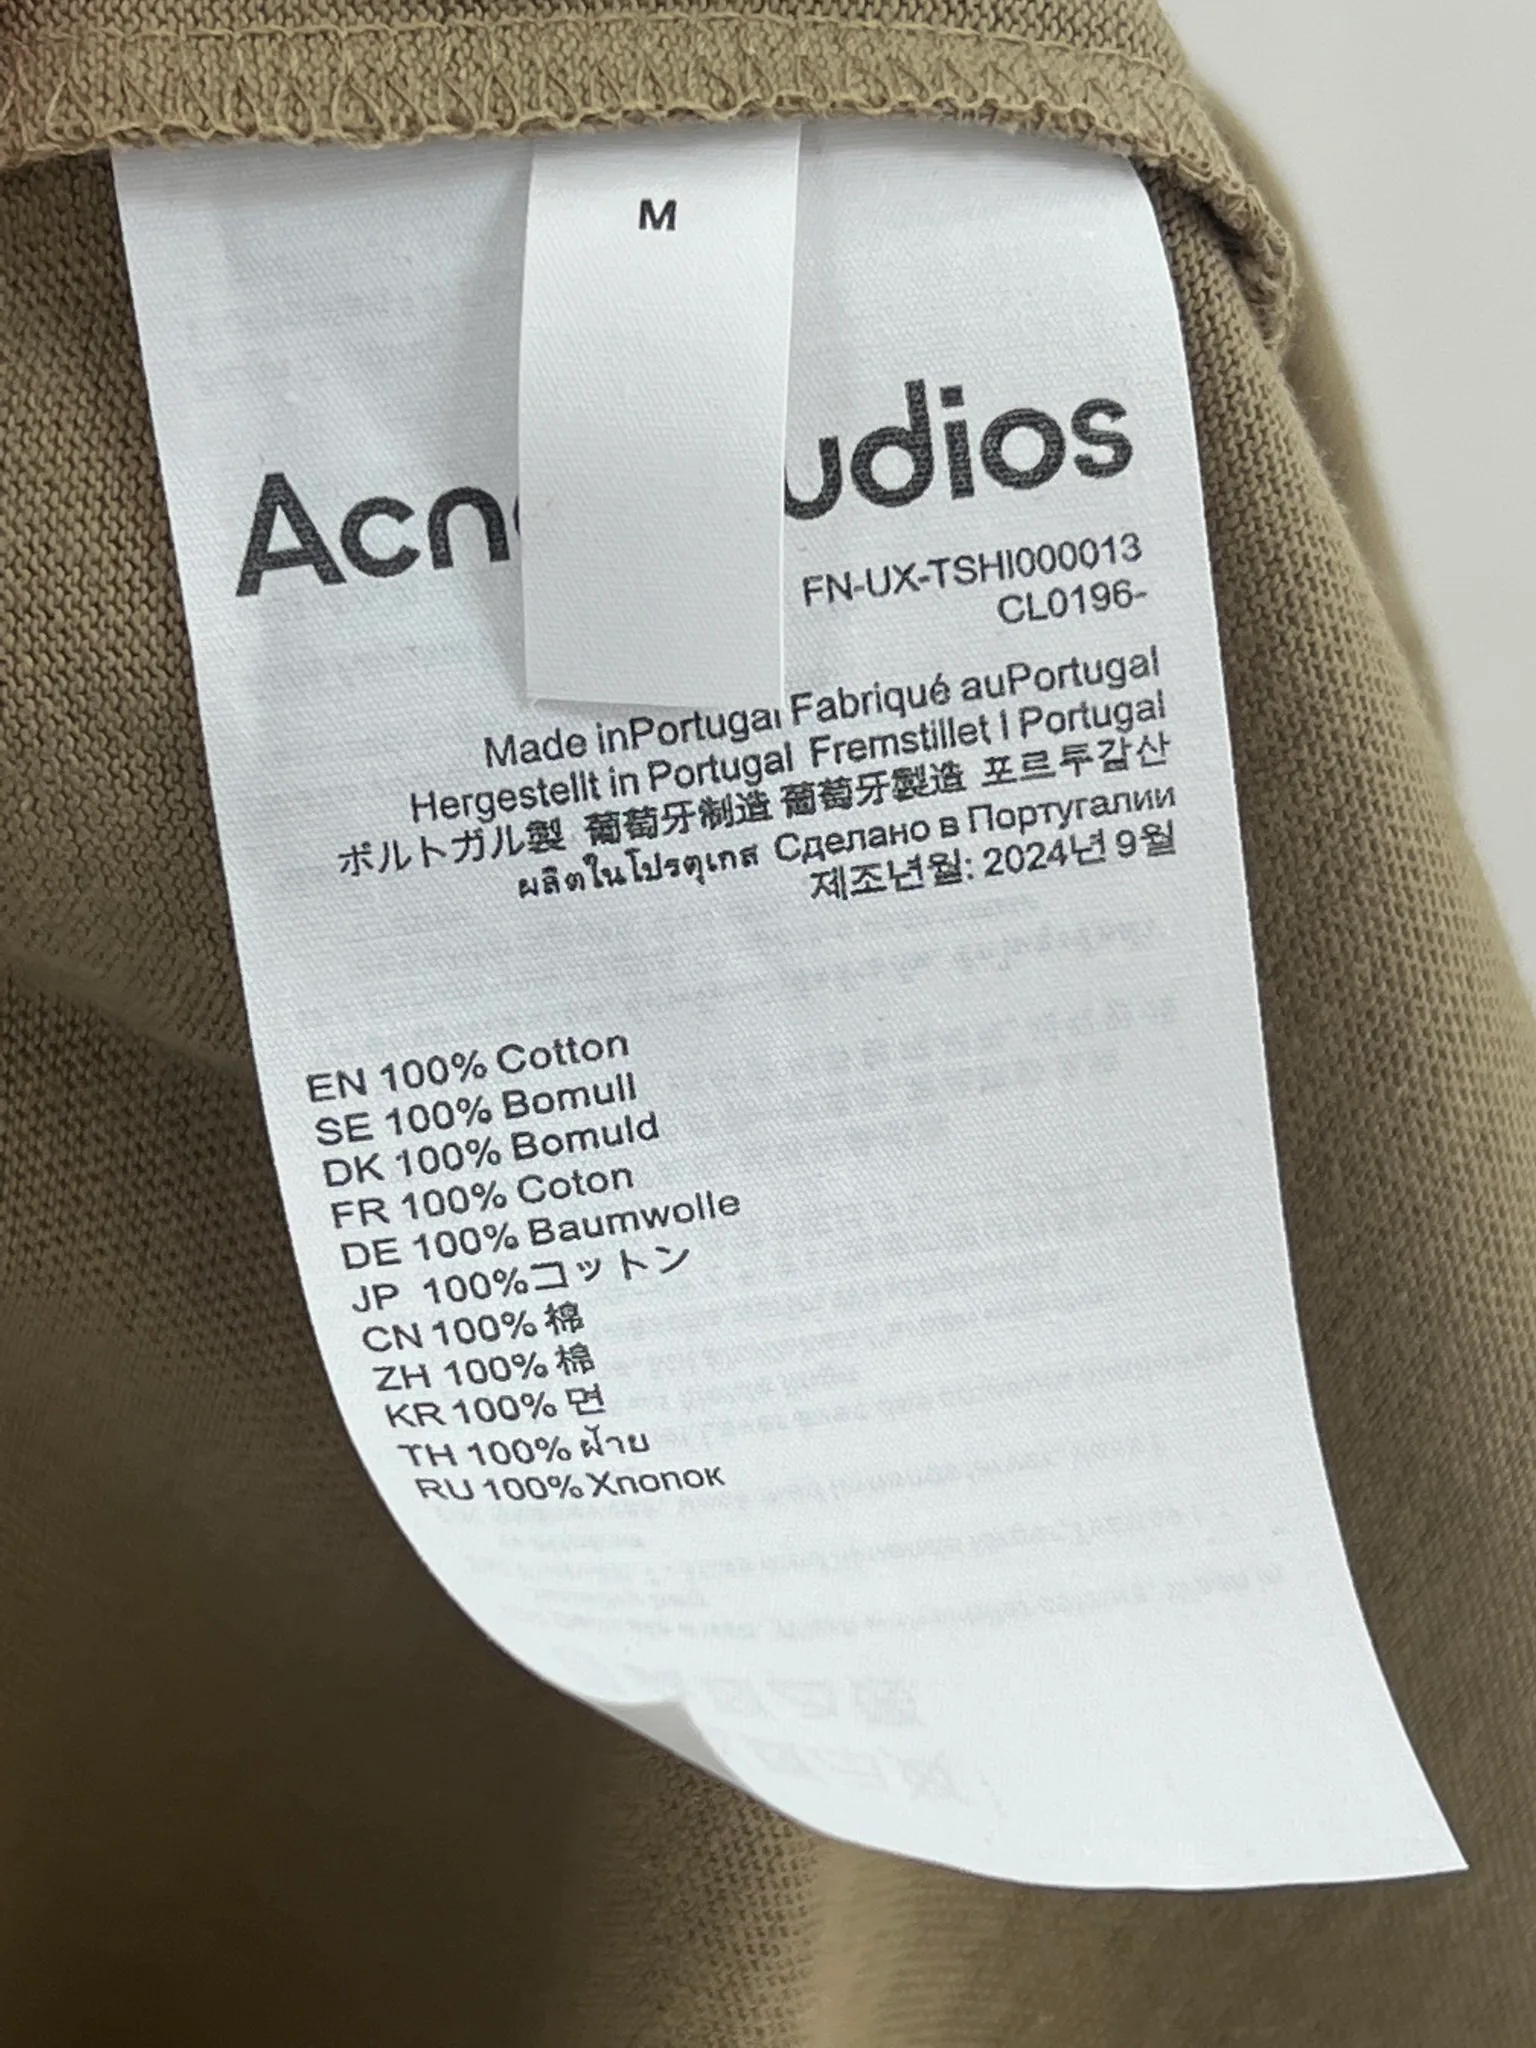 M
Acn udios
FN-UX-TSHI000013
CL0196-
Made inPortugal Fabriqué auPortugal
Hergestellt in Portugal Fremstillet I Portugal
ポルトガル製 葡萄牙制造 葡萄牙製造 포르투갈산
ผลิตในโปรตุเกส Сделано в Португалии
제조년월: 2024년 9월
EN 100% Cotton
SE 100% Bomull
DK 100% Bomuld
FR 100% Coton
DE 100% Baumwolle
JP 100%コットン
CN 100% 棉
ZH 100% 棉
KR 100% 면
TH 100% ฝ้าย
RU 100% Хлопок